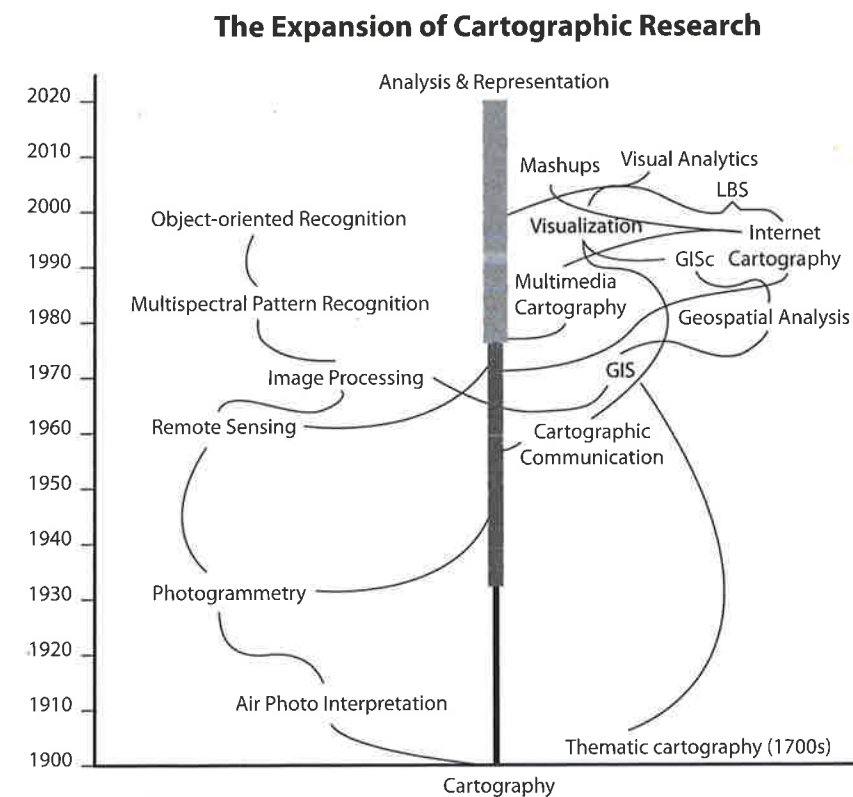 The Expansion of Cartographic Research
Analysis & Representation
2020
2010
2000
1990
1980
1970
1960
1950
1940
1930
1920
1910
1900
Mashups
Visual Analytics
LBS
Object-oriented Recognition
Visualization
Internet
Cartography
GISc
Multimedia
Cartography
Multispectral Pattern Recognition
Geospatial Analysis
Image Processing
GIS
Remote Sensing
Cartographic
Communication
Photogrammetry
Air Photo Interpretation
Thematic cartography (1700s)
Cartography